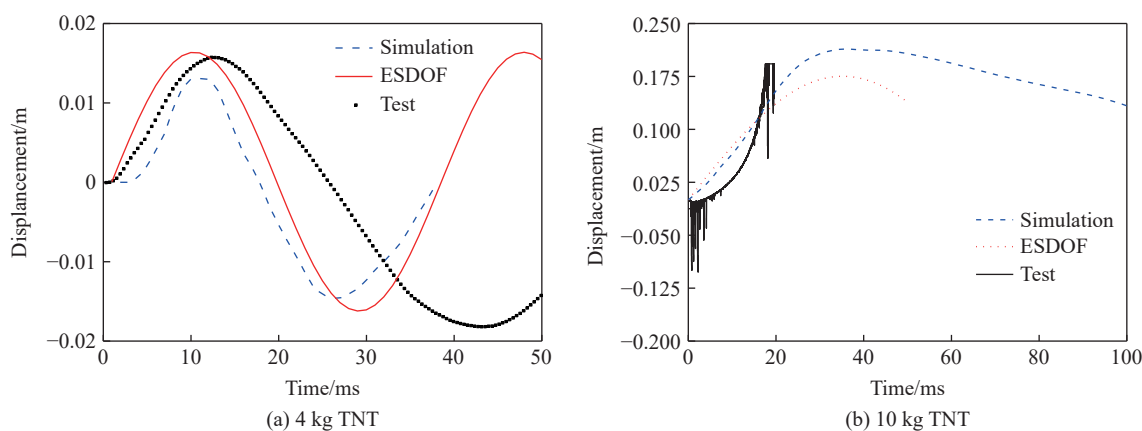 0.02
0.01
0
−0.01
−0.02
Displancement/m
Simulation
ESDOF
Test
0 10 20 30 40 50
Time/ms
(a) 4 kg TNT
0.250
0.175
0.100
0.025
−0.050
−0.125
−0.200
Displacement/m
Simulation
ESDOF
Test
0 20 40 60 80 100
Time/ms
(b) 10 kg TNT